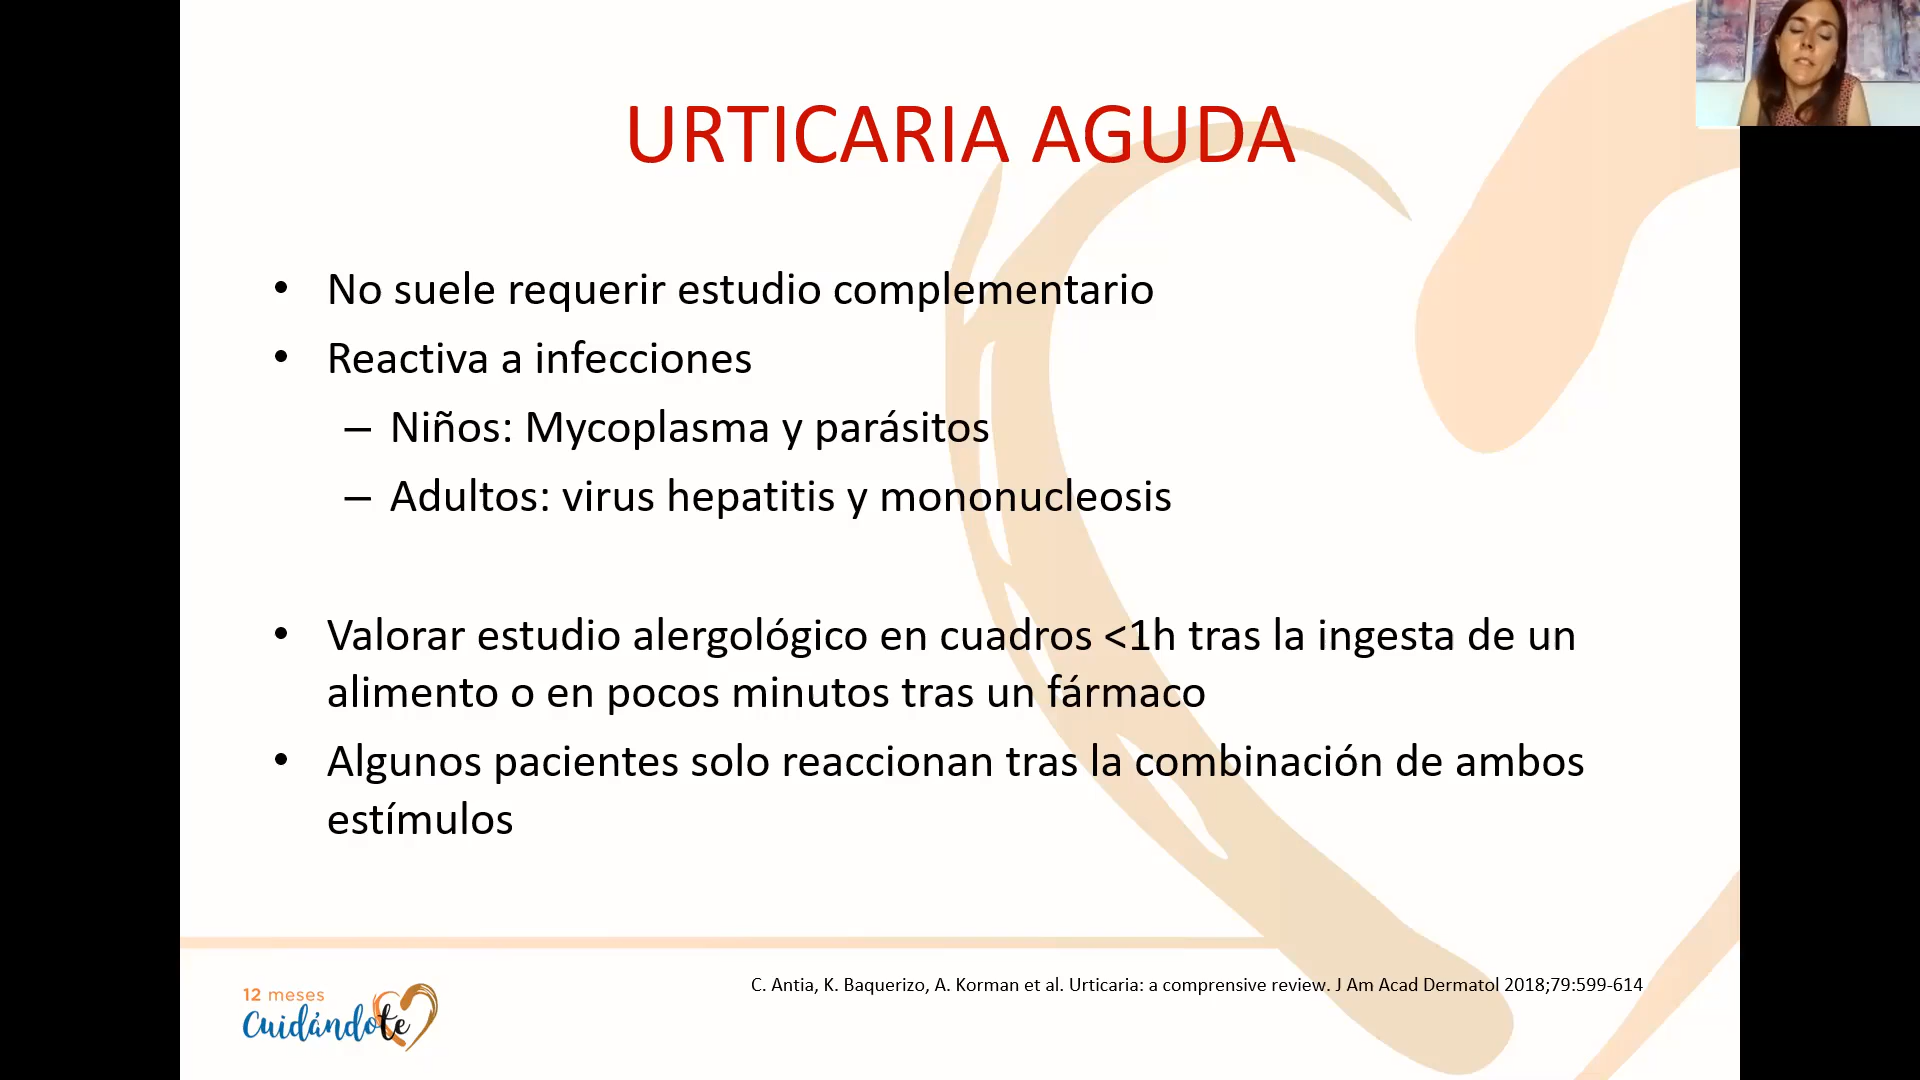 URTICARIA AGUDA
• No suele requerir estudio complementario
• Reactiva a infecciones
– Niños: Mycoplasma y parásitos
– Adultos: virus hepatitis y mononucleosis
• Valorar estudio alergológico en cuadros <1h tras la ingesta de un
alimento o en pocos minutos tras un fármaco
• Algunos pacientes solo reaccionan tras la combinación de ambos
estímulos
C. Antia, K. Baquerizo, A. Korman et al. Urticaria: a comprensive review. J Am Acad Dermatol 2018;79:599-614
12 meses
Cuidándote